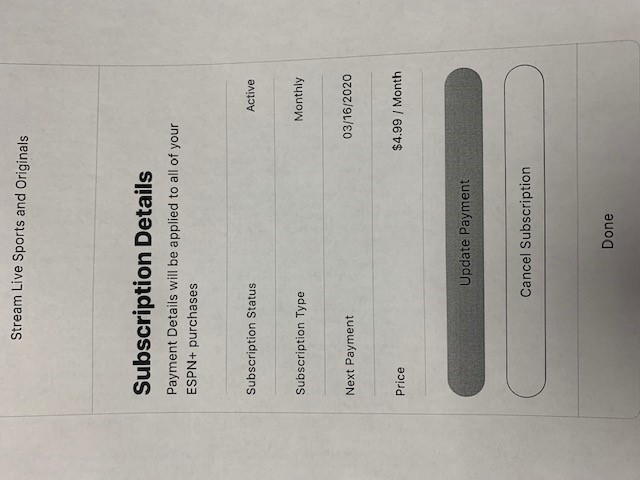 Stream Live Sports and Originals
Subscription Details
Payment Details will be applied to all of your
ESPN+ purchases
Subscription Status Active
Subscription Type Monthly
Next Payment 03/16/2020
Price $4.99 / Month
Update Payment
Cancel Subscription
Done